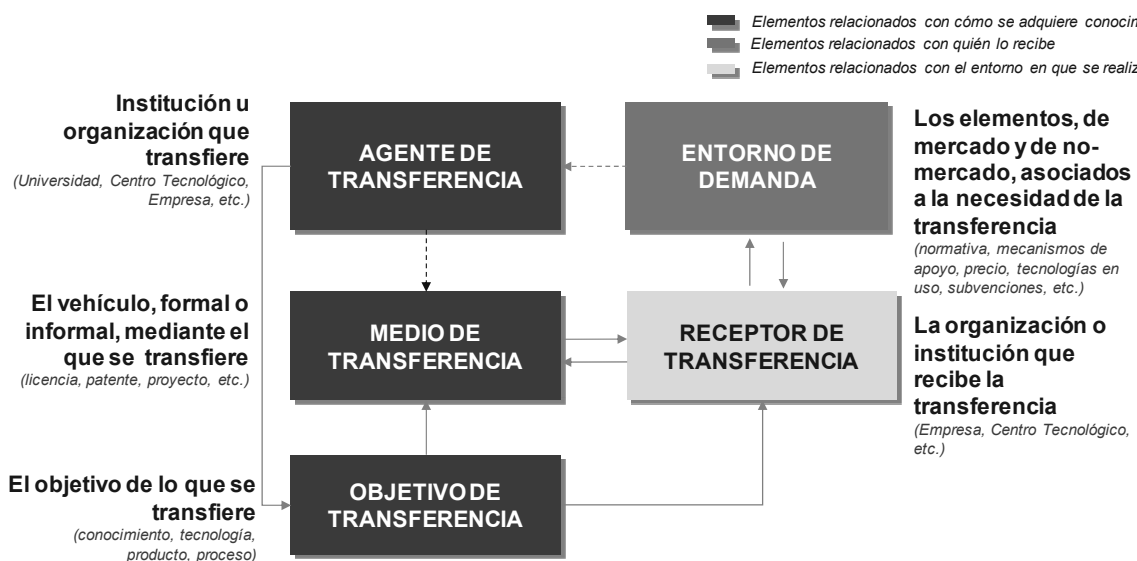 Elementos relacionados con cómo se adquiere
Elementos relacionados con quién lo recibe
Elementos relacionados con el entorno en que se
Institución u
organización que
transfiere
(Universidad, Centro Tecnológico,
Empresa, etc.)
AGENTE DE
TRANSFERENCIA
ENTORNO DE
DEMANDA
Los elementos, de
mercado y de no-
mercado, asociados
a la necesidad de la
transferencia
(normativa, mecanismos de
apoyo, precio, tecnologías en
uso, subvenciones, etc.)
El vehículo, formal o
informal, mediante el
que se transfiere
(licencia, patente, proyecto, etc.)
MEDIO DE
TRANSFERENCIA
RECEPTOR DE
TRANSFERENCIA
La organización o
institución que
recibe la
transferencia
(Empresa, Centro Tecnológico,
etc.)
El objetivo de lo que se
transfiere
(conocimiento, tecnología,
producto, proceso)
OBJETIVO DE
TRANSFERENCIA